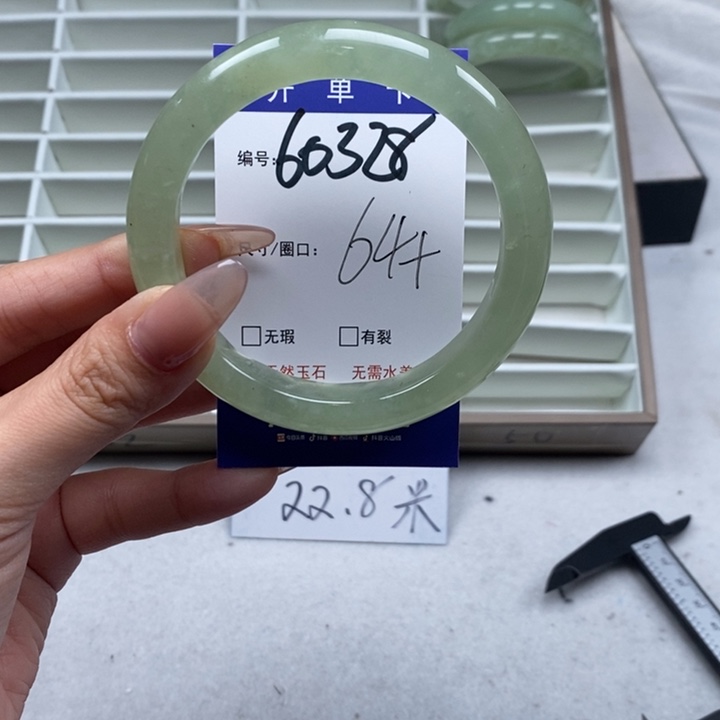 开单卡
编号:60328
尺寸/圈口: 64+
无瑕 有裂
天然玉石 无需水养
22.8米